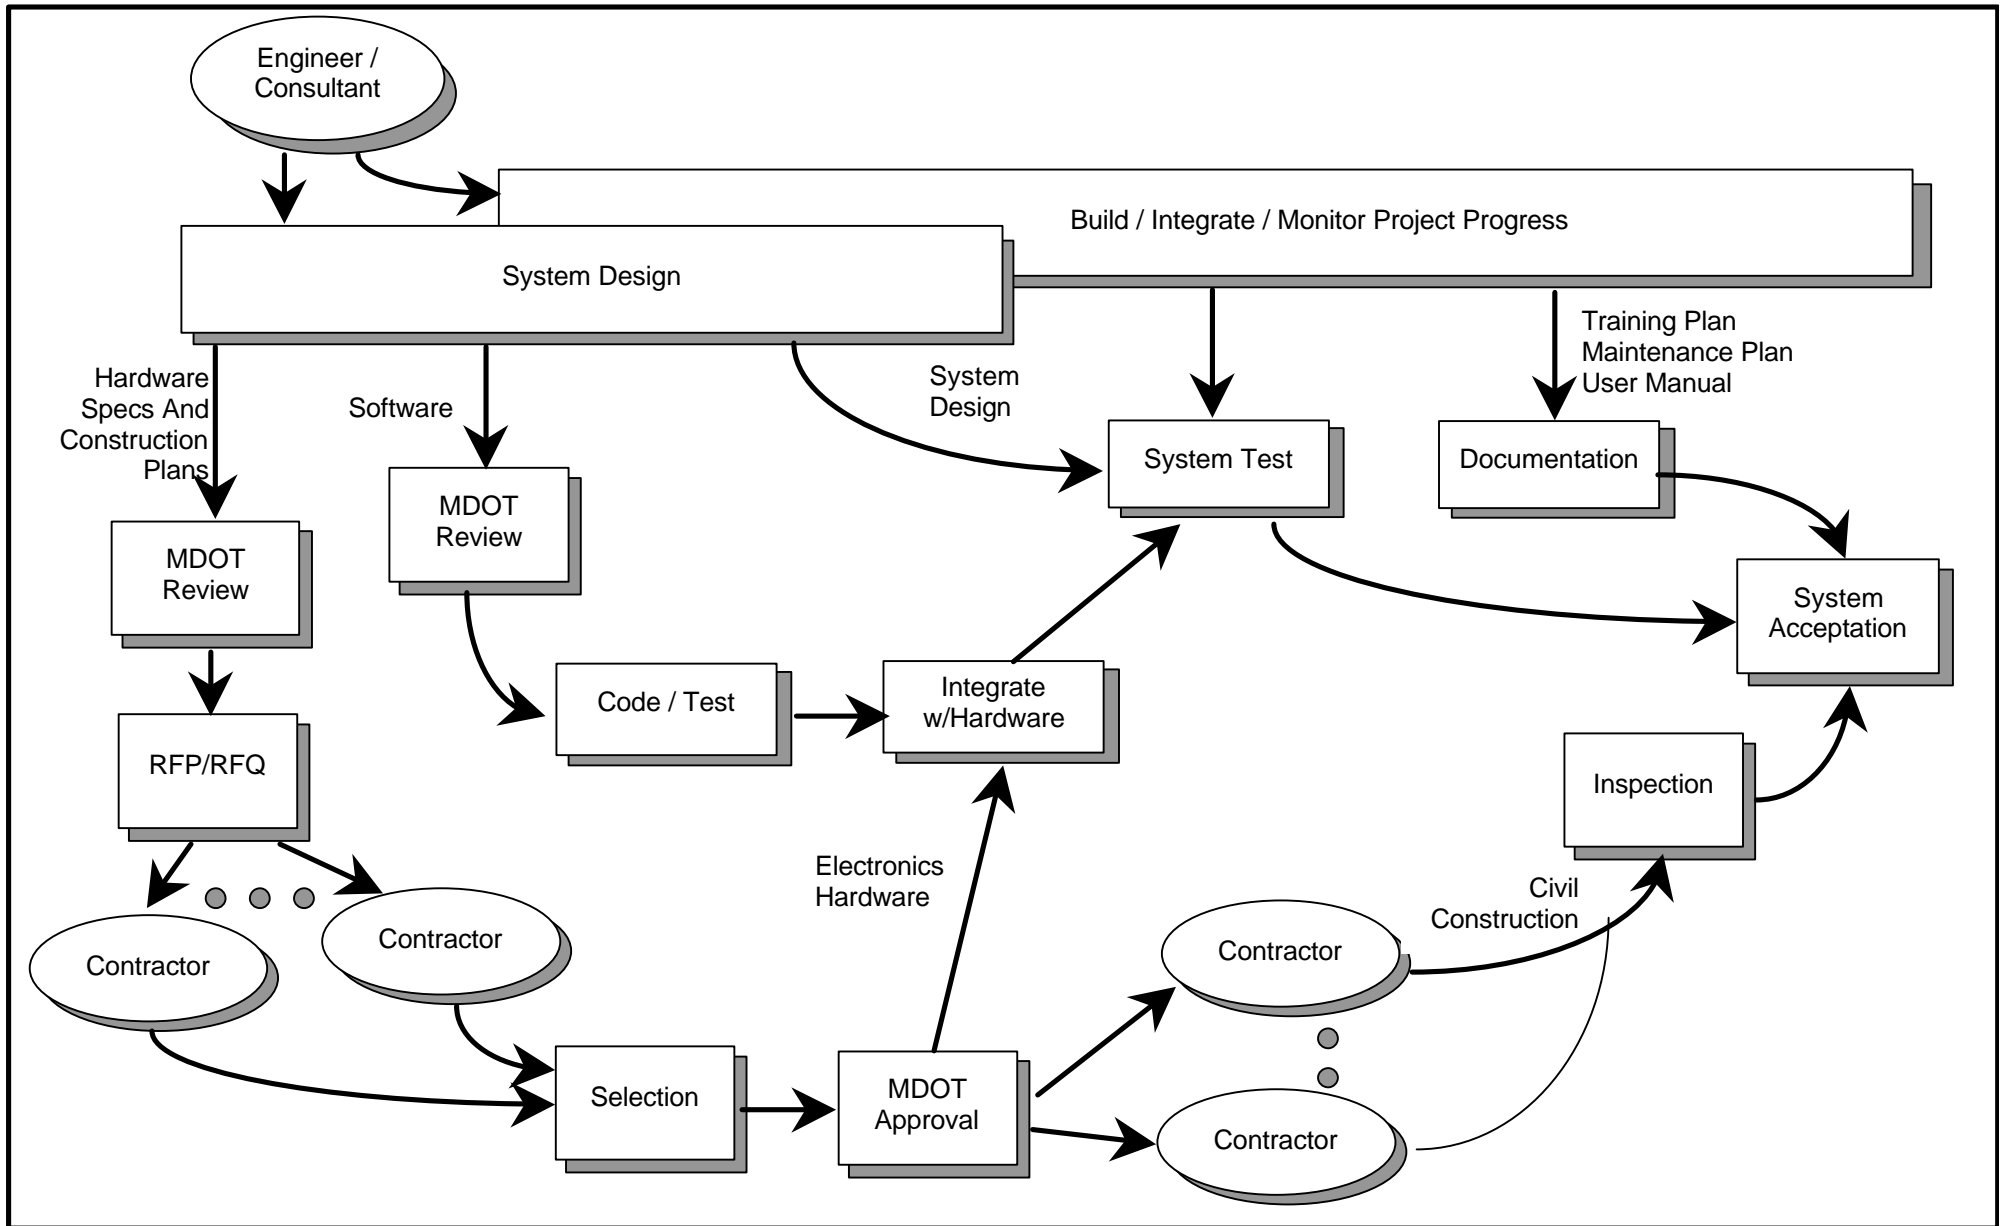 Engineer /
Consultant
Build / Integrate / Monitor Project Progress
System Design
Training Plan
Maintenance Plan
User Manual
Hardware
Specs And
Construction
Plans
Software
System
Design
System Test
Documentation
MDOT
Review
MDOT
Review
System
Acceptation
Code / Test
Integrate
w/Hardware
RFP/RFQ
Inspection
Electronics
Hardware
Civil
Construction
Contractor
Contractor
Contractor
Selection
MDOT
Approval
Contractor